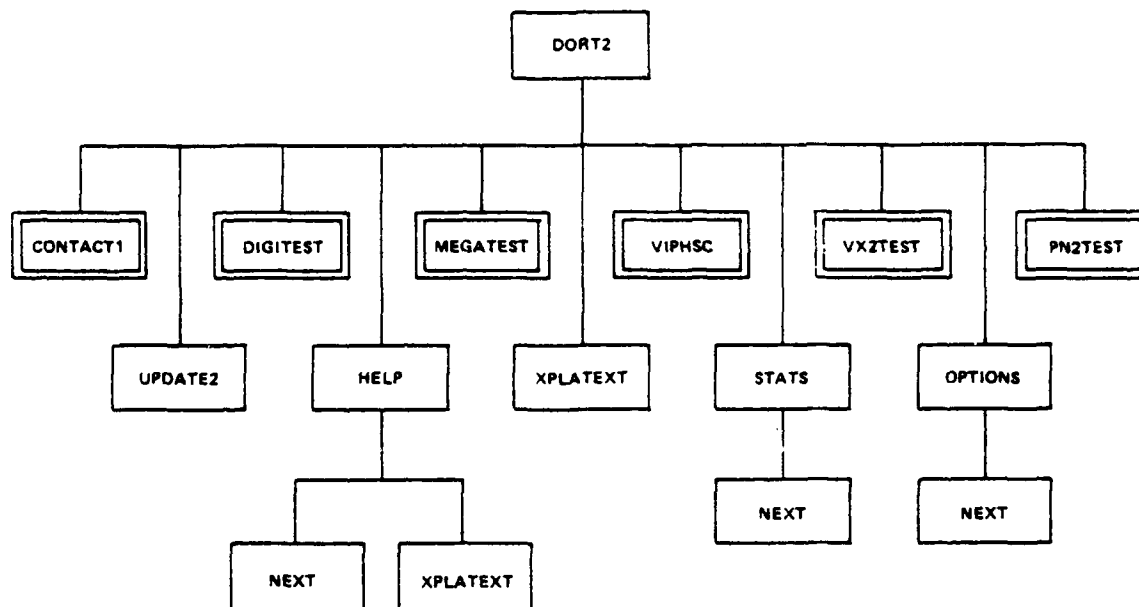 DORT2
CONTACT1
DIGITEST
MEGATEST
VIPHSC
VX2TEST
PN2TEST
UPDATE2
HELP
XPLATEXT
STATS
OPTIONS
NEXT
NEXT
NEXT
XPLATEXT